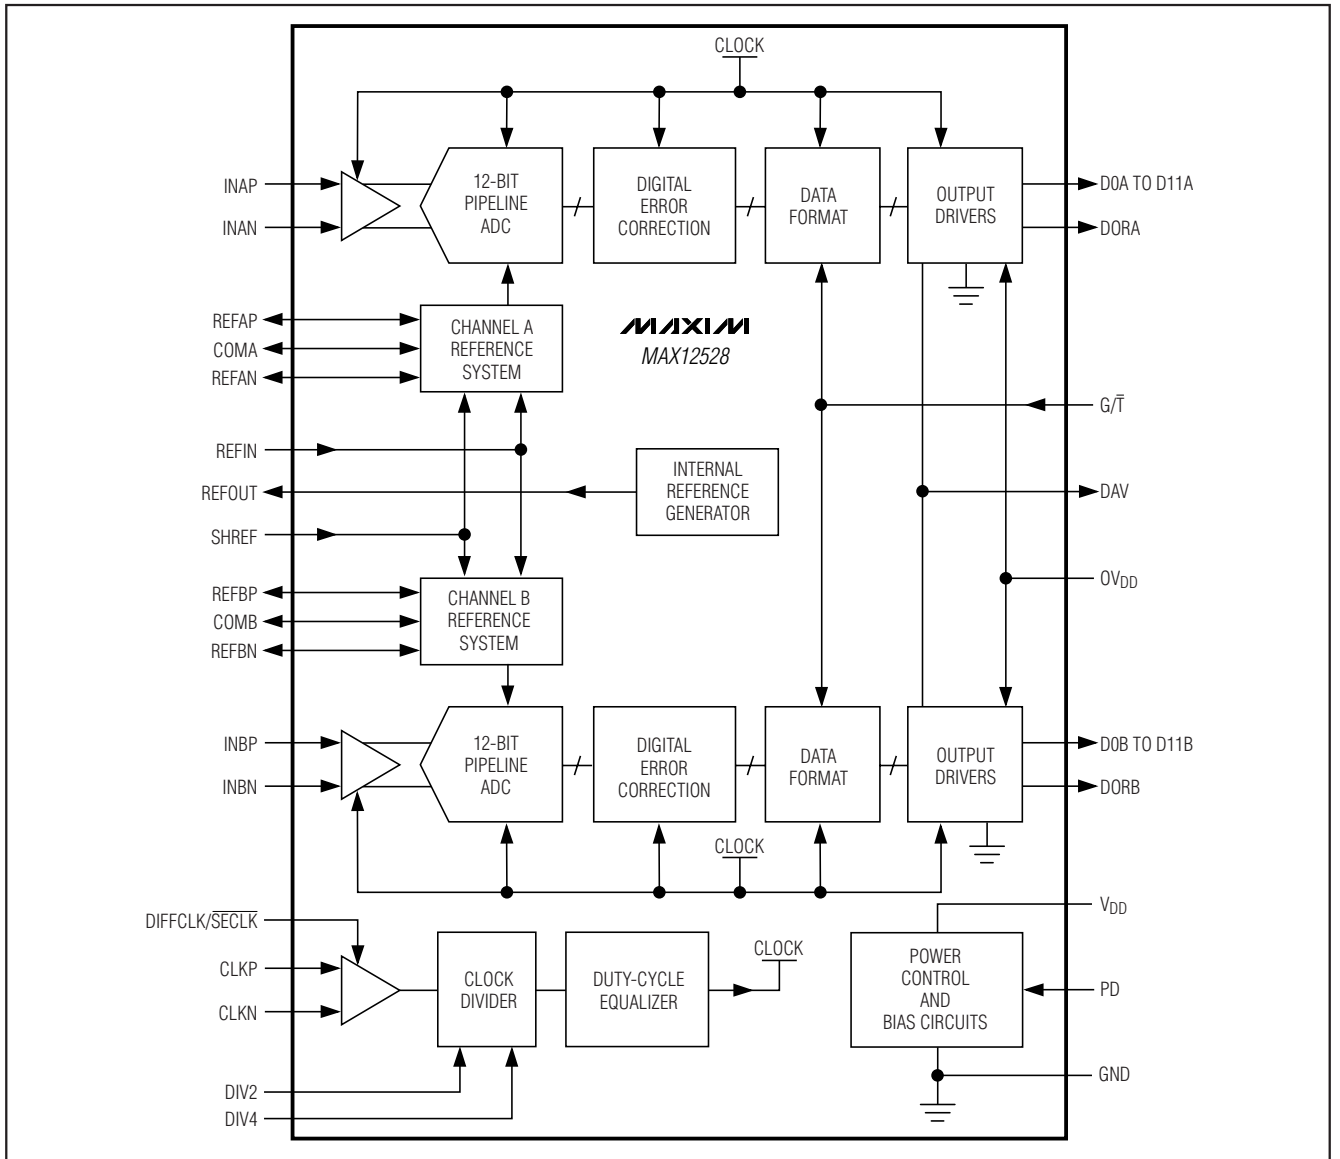 CLOCK
INAP
INAN
12-BIT
PIPELINE
ADC
DIGITAL
ERROR
CORRECTION
DATA
FORMAT
OUTPUT
DRIVERS
D0A TO D11A
DORA
REFAP
COMA
REFAN
CHANNEL A
REFERENCE
SYSTEM
MAXIM
MAX12528
G/T̅
REFIN
REFOUT
SHREF
INTERNAL
REFERENCE
GENERATOR
DAV
OVDD
REFBP
COMB
REFBN
CHANNEL B
REFERENCE
SYSTEM
INBP
INBN
12-BIT
PIPELINE
ADC
DIGITAL
ERROR
CORRECTION
DATA
FORMAT
OUTPUT
DRIVERS
D0B TO D11B
DORB
CLOCK
DIFFCLK/S̅E̅C̅L̅K̅
CLKP
CLKN
CLOCK
DIVIDER
DUTY-CYCLE
EQUALIZER
CLOCK
DIV2
DIV4
VDD
POWER
CONTROL
AND
BIAS CIRCUITS
PD
GND